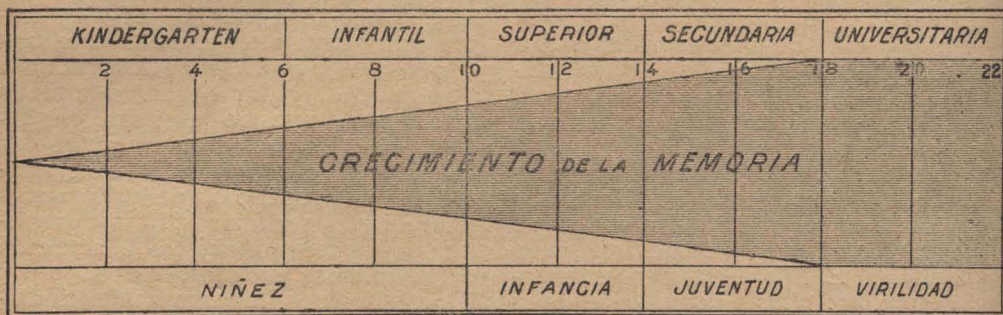 KINDERGARTEN INFANTIL SUPERIOR SECUNDARIA UNIVERSITARIA
2 4 6 8 10 12 14 16 18 20 22
CRECIMIENTO DE LA MEMORIA
NIÑEZ INFANCIA JUVENTUD VIRILIDAD